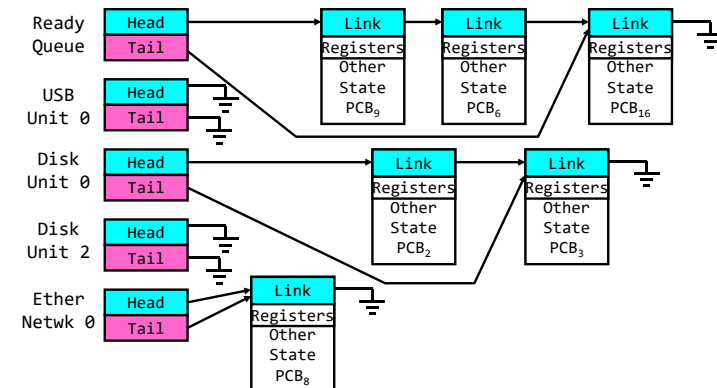 Ready Queue
Head
Tail
Link
Registers
Other
State
PCB₉
Link
Registers
Other
State
PCB₆
Link
Registers
Other
State
PCB₁₆
USB
Unit 0
Head
Tail
Disk
Unit 0
Head
Tail
Link
Registers
Other
State
PCB₂
Link
Registers
Other
State
PCB₃
Disk
Unit 2
Head
Tail
Ether
Netwk 0
Head
Tail
Link
Registers
Other
State
PCB₈